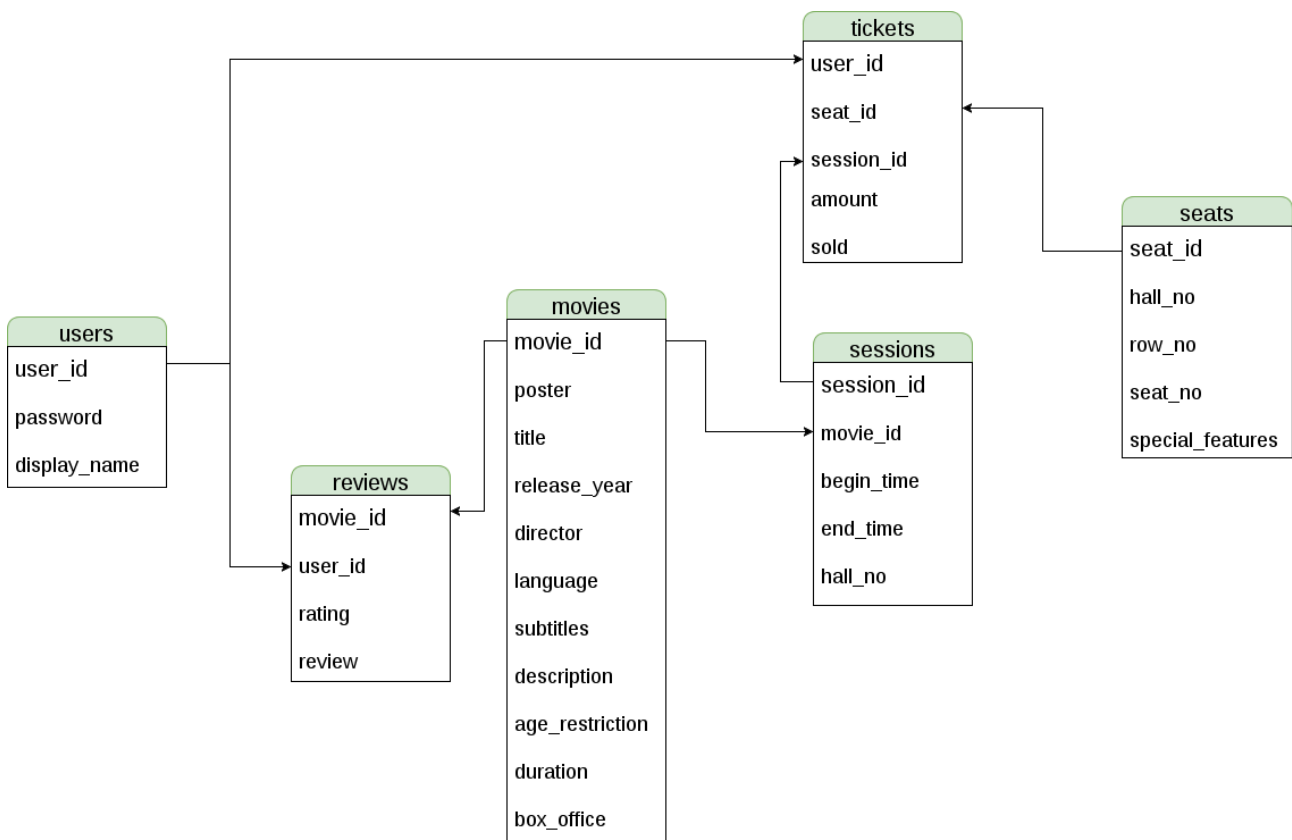 tickets
user_id
seat_id
session_id
amount
sold
seats
seat_id
hall_no
row_no
seat_no
special_features
movies
movie_id
poster
title
release_year
director
language
subtitles
description
age_restriction
duration
box_office
users
user_id
password
display_name
sessions
session_id
movie_id
begin_time
end_time
hall_no
reviews
movie_id
user_id
rating
review